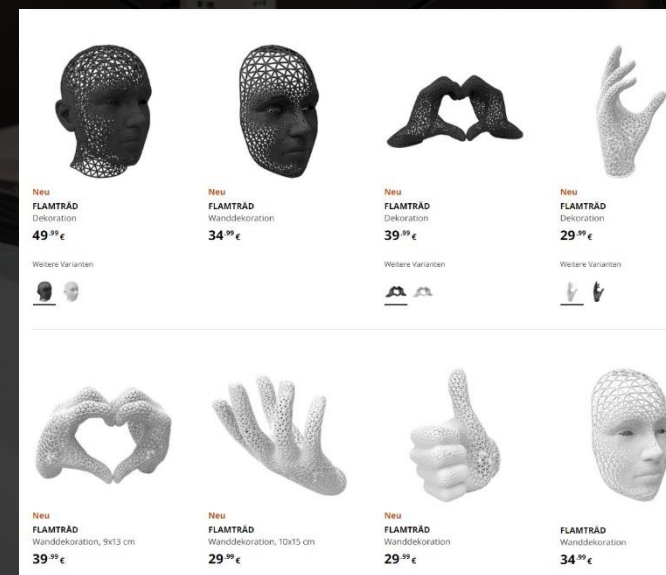 Neu
FLAMTRÄD
Dekoration
49.99 €
Weitere Varianten
Neu
FLAMTRÄD
Wanddekoration
34.99 €
Neu
FLAMTRÄD
Dekoration
39.99 €
Weitere Varianten
Neu
FLAMTRÄD
Dekoration
29.99 €
Weitere Varianten
Neu
FLAMTRÄD
Wanddekoration, 9x13 cm
39.99 €
Neu
FLAMTRÄD
Wanddekoration, 10x15 cm
29.99 €
Neu
FLAMTRÄD
Wanddekoration
29.99 €
FLAMTRÄD
Wanddekoration
34.99 €